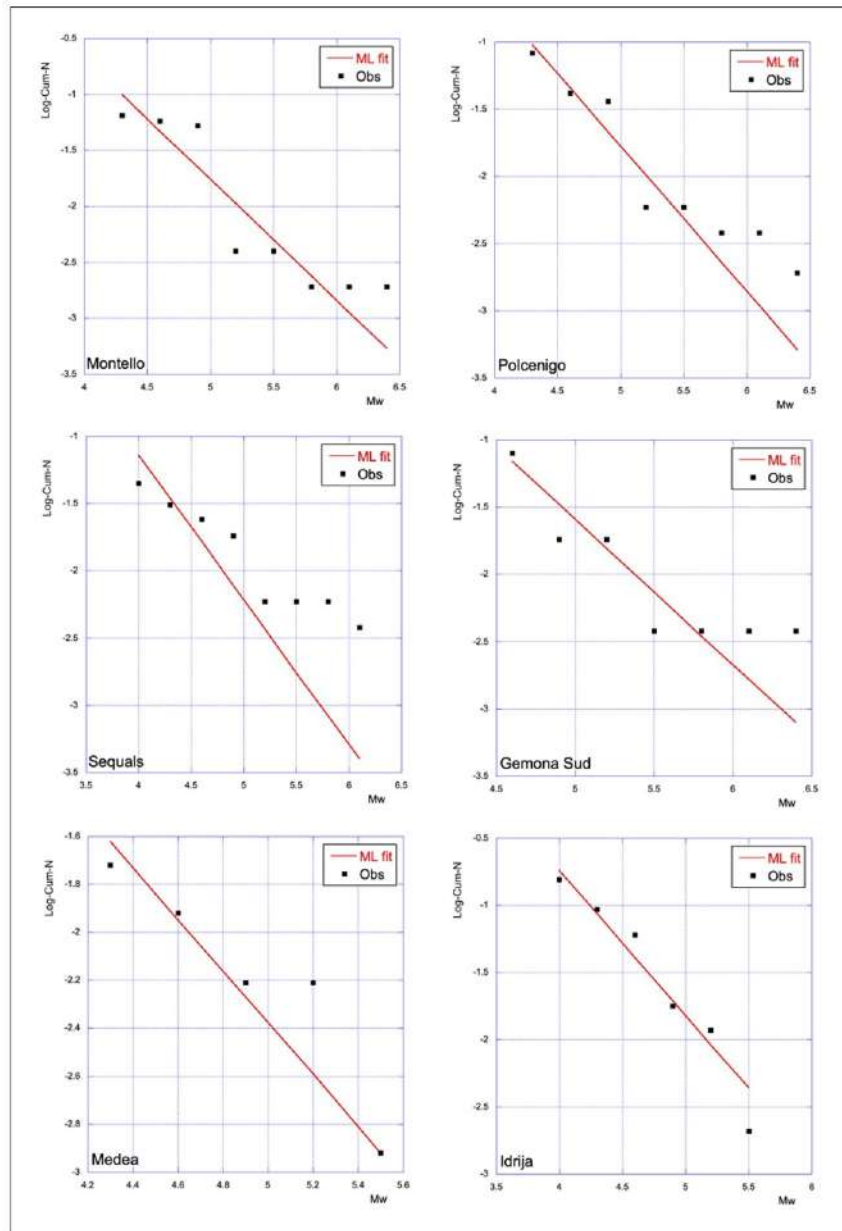 -0.5
ML fit
Obs
Log-Cum-N
-1
-1.5
-2
-2.5
-3
-3.5
Montello
4 4.5 5 5.5 6 6.5
Mw
-1
ML fit
Obs
Log-Cum-N
-1.5
-2
-2.5
-3
-3.5
Polcenigo
4 4.5 5 5.5 6 6.5
Mw
-1
ML fit
Obs
Log-Cum-N
-1.5
-2
-2.5
-3
-3.5
Sequals
3.5 4 4.5 5 5.5 6 6.5
Mw
-1
ML fit
Obs
Log-Cum-N
-1.5
-2
-2.5
-3
-3.5
Gemona Sud
4.5 5 5.5 6 6.5
Mw
-1.6
ML fit
Obs
Log-Cum-N
-1.8
-2
-2.2
-2.4
-2.6
-2.8
-3
Medea
4.2 4.4 4.6 4.8 5 5.2 5.4 5.6
Mw
-0.5
ML fit
Obs
Log-Cum-N
-1
-1.5
-2
-2.5
-3
Idrija
3.5 4 4.5 5 5.5 6
Mw